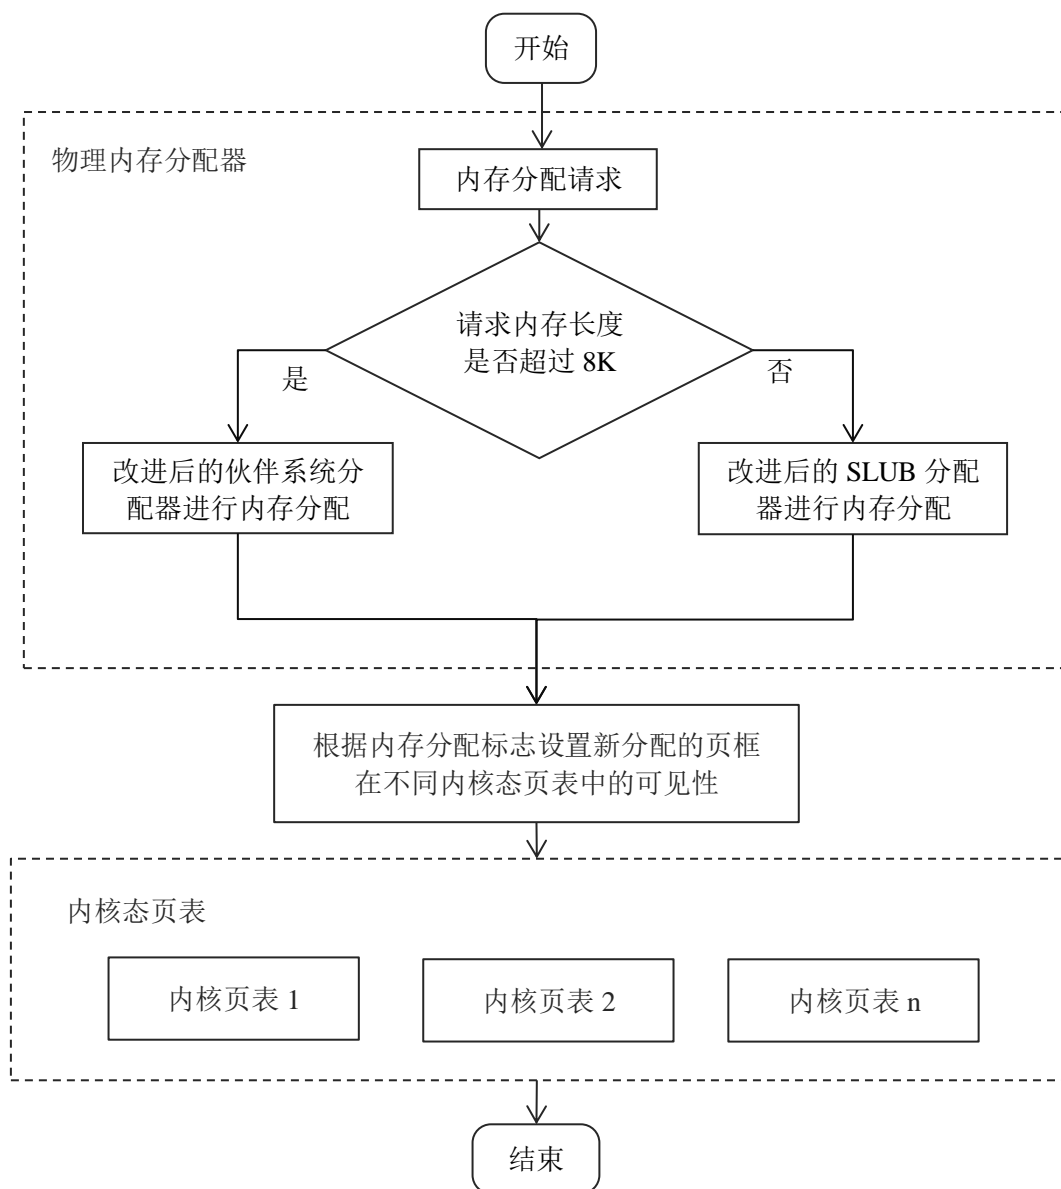 开始
物理内存分配器
内存分配请求
请求内存长度
是否超过 8K
是
否
改进后的伙伴系统分
配器进行内存分配
改进后的 SLUB 分配
器进行内存分配
根据内存分配标志设置新分配的页框
在不同内核态页表中的可见性
内核态页表
内核页表 1
内核页表 2
内核页表 n
结束